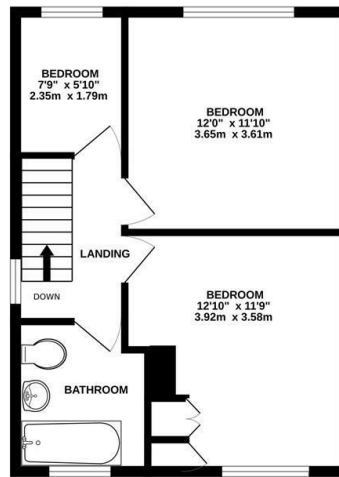 BEDROOM
7'9" x 5'10"
2.35m x 1.79m
BEDROOM
12'0" x 11'10"
3.65m x 3.61m
LANDING
DOWN
BEDROOM
12'10" x 11'9"
3.92m x 3.58m
BATHROOM